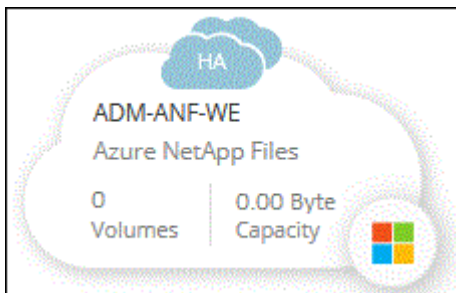 HA
ADM-ANF-WE
Azure NetApp Files
0
Volumes
0.00 Byte
Capacity